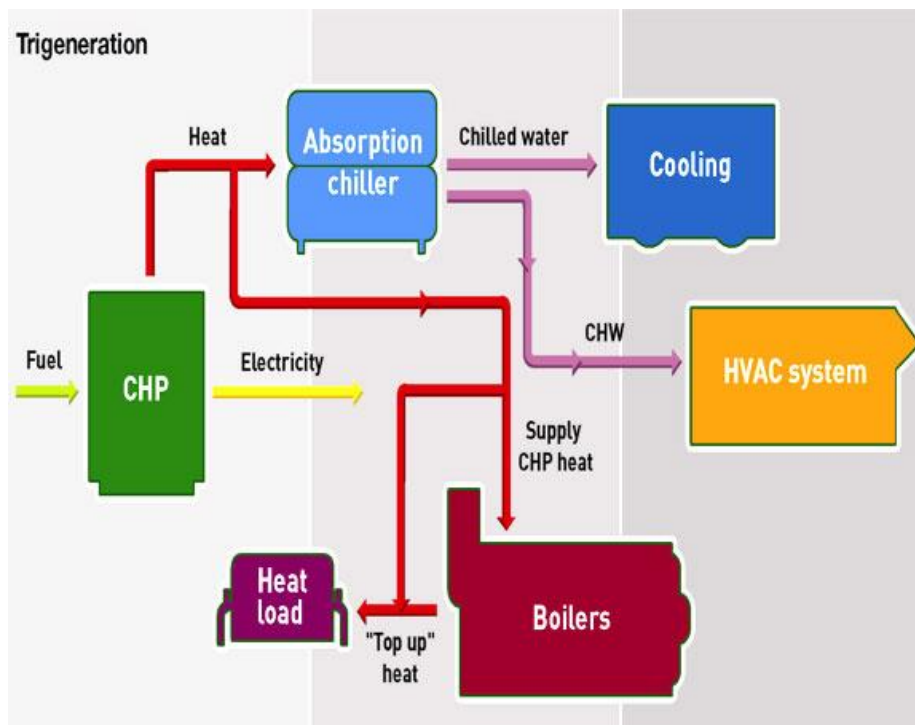 Trigeneration
Heat
Absorption
chiller
Chilled water
Cooling
Fuel
CHP
Electricity
CHW
HVAC system
Supply
CHP heat
Heat
load
"Top up"
heat
Boilers